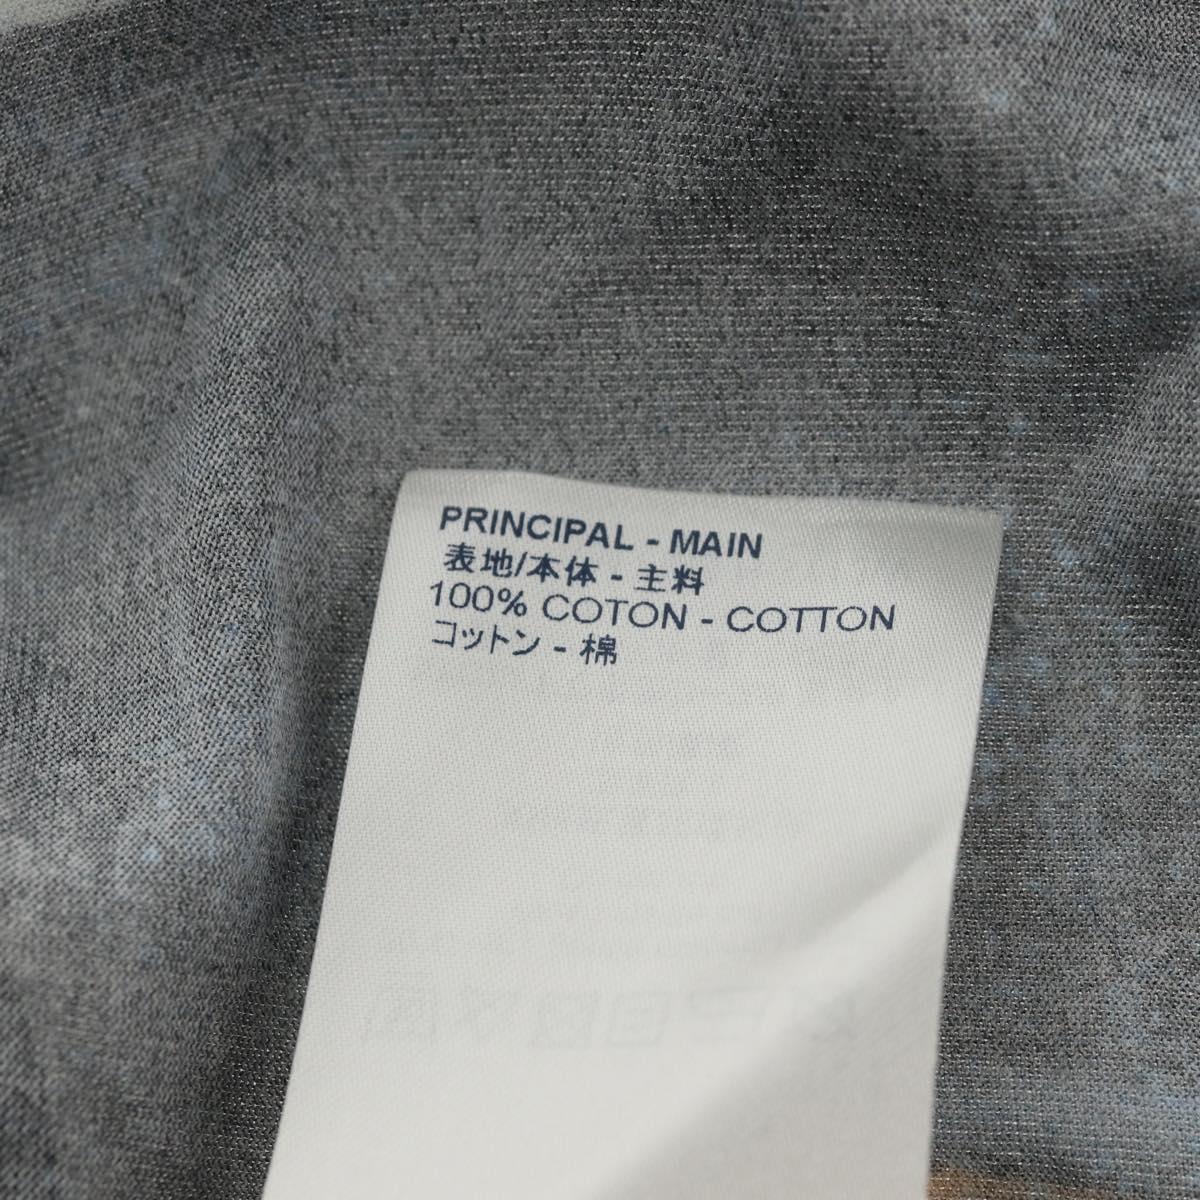 PRINCIPAL - MAIN
表地/本体 - 主料
100% COTON - COTTON
コットン - 棉